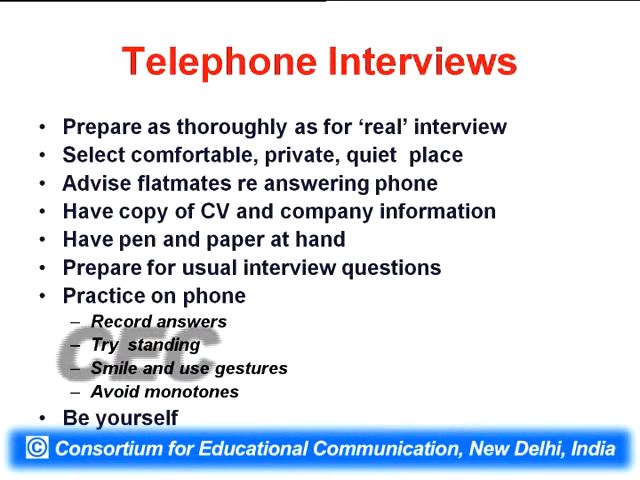 Telephone Interviews
• Prepare as thoroughly as for ‘real’ interview
• Select comfortable, private, quiet place
• Advise flatmates re answering phone
• Have copy of CV and company information
• Have pen and paper at hand
• Prepare for usual interview questions
• Practice on phone
– Record answers
– Try standing
– Smile and use gestures
– Avoid monotones
CEC
• Be yourself
© Consortium for Educational Communication, New Delhi, India